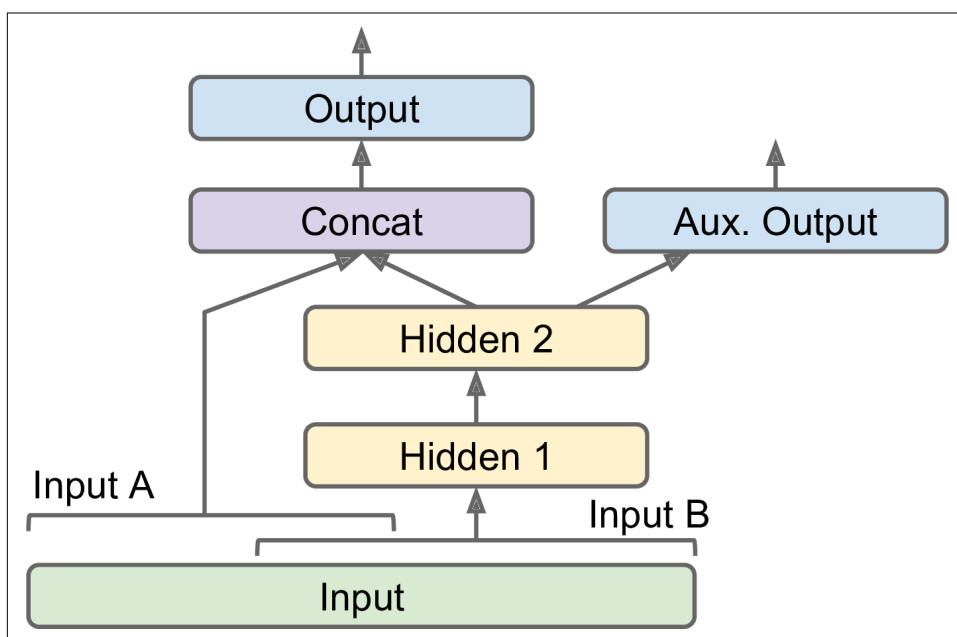 Output
Concat
Aux. Output
Hidden 2
Hidden 1
Input A
Input B
Input